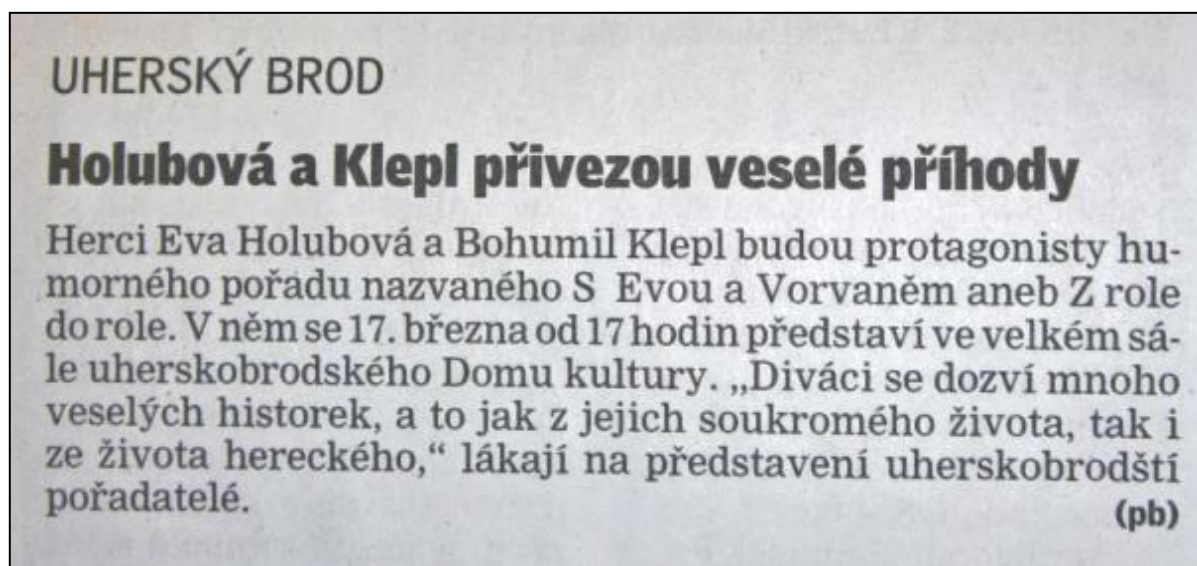 UHERSKÝ BROD
Holubová a Klepl přivezou veselé příhody
Herci Eva Holubová a Bohumil Klepl budou protagonisty hu-
morného pořadu nazvaného S Evou a Vorvaněm aneb Z role
do role. V něm se 17. března od 17 hodin představí ve velkém sá-
le uherskobrodského Domu kultury. „Diváci se dozví mnoho
veselých historek, a to jak z jejich soukromého života, tak i
ze života hereckého,“ lákají na představení uherskobrodští
pořadatelé. (pb)